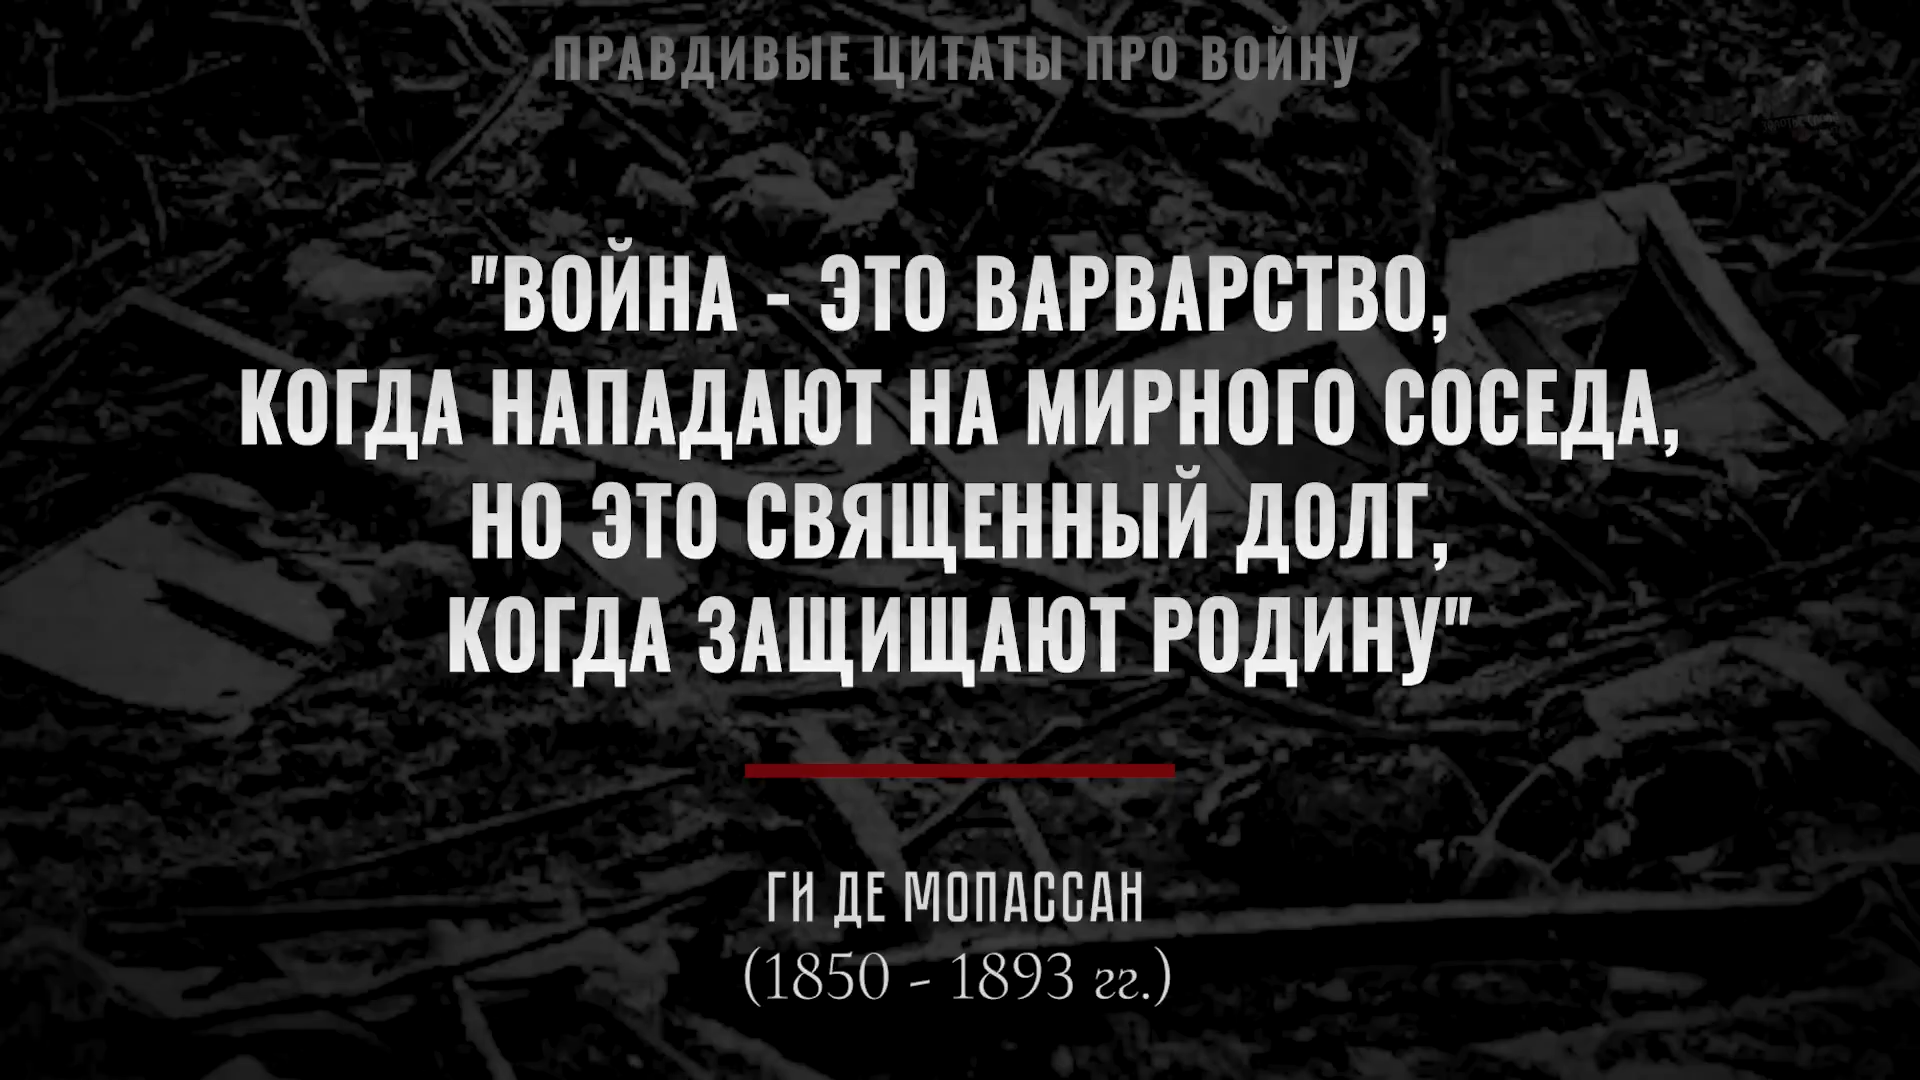 ПРАВДИВЫЕ ЦИТАТЫ ПРО ВОЙНУ
"ВОЙНА - ЭТО ВАРВАРСТВО,
КОГДА НАПАДАЮТ НА МИРНОГО СОСЕДА,
НО ЭТО СВЯЩЕННЫЙ ДОЛГ,
КОГДА ЗАЩИЩАЮТ РОДИНУ"
ГИ ДЕ МОПАССАН
(1850 - 1893 гг.)